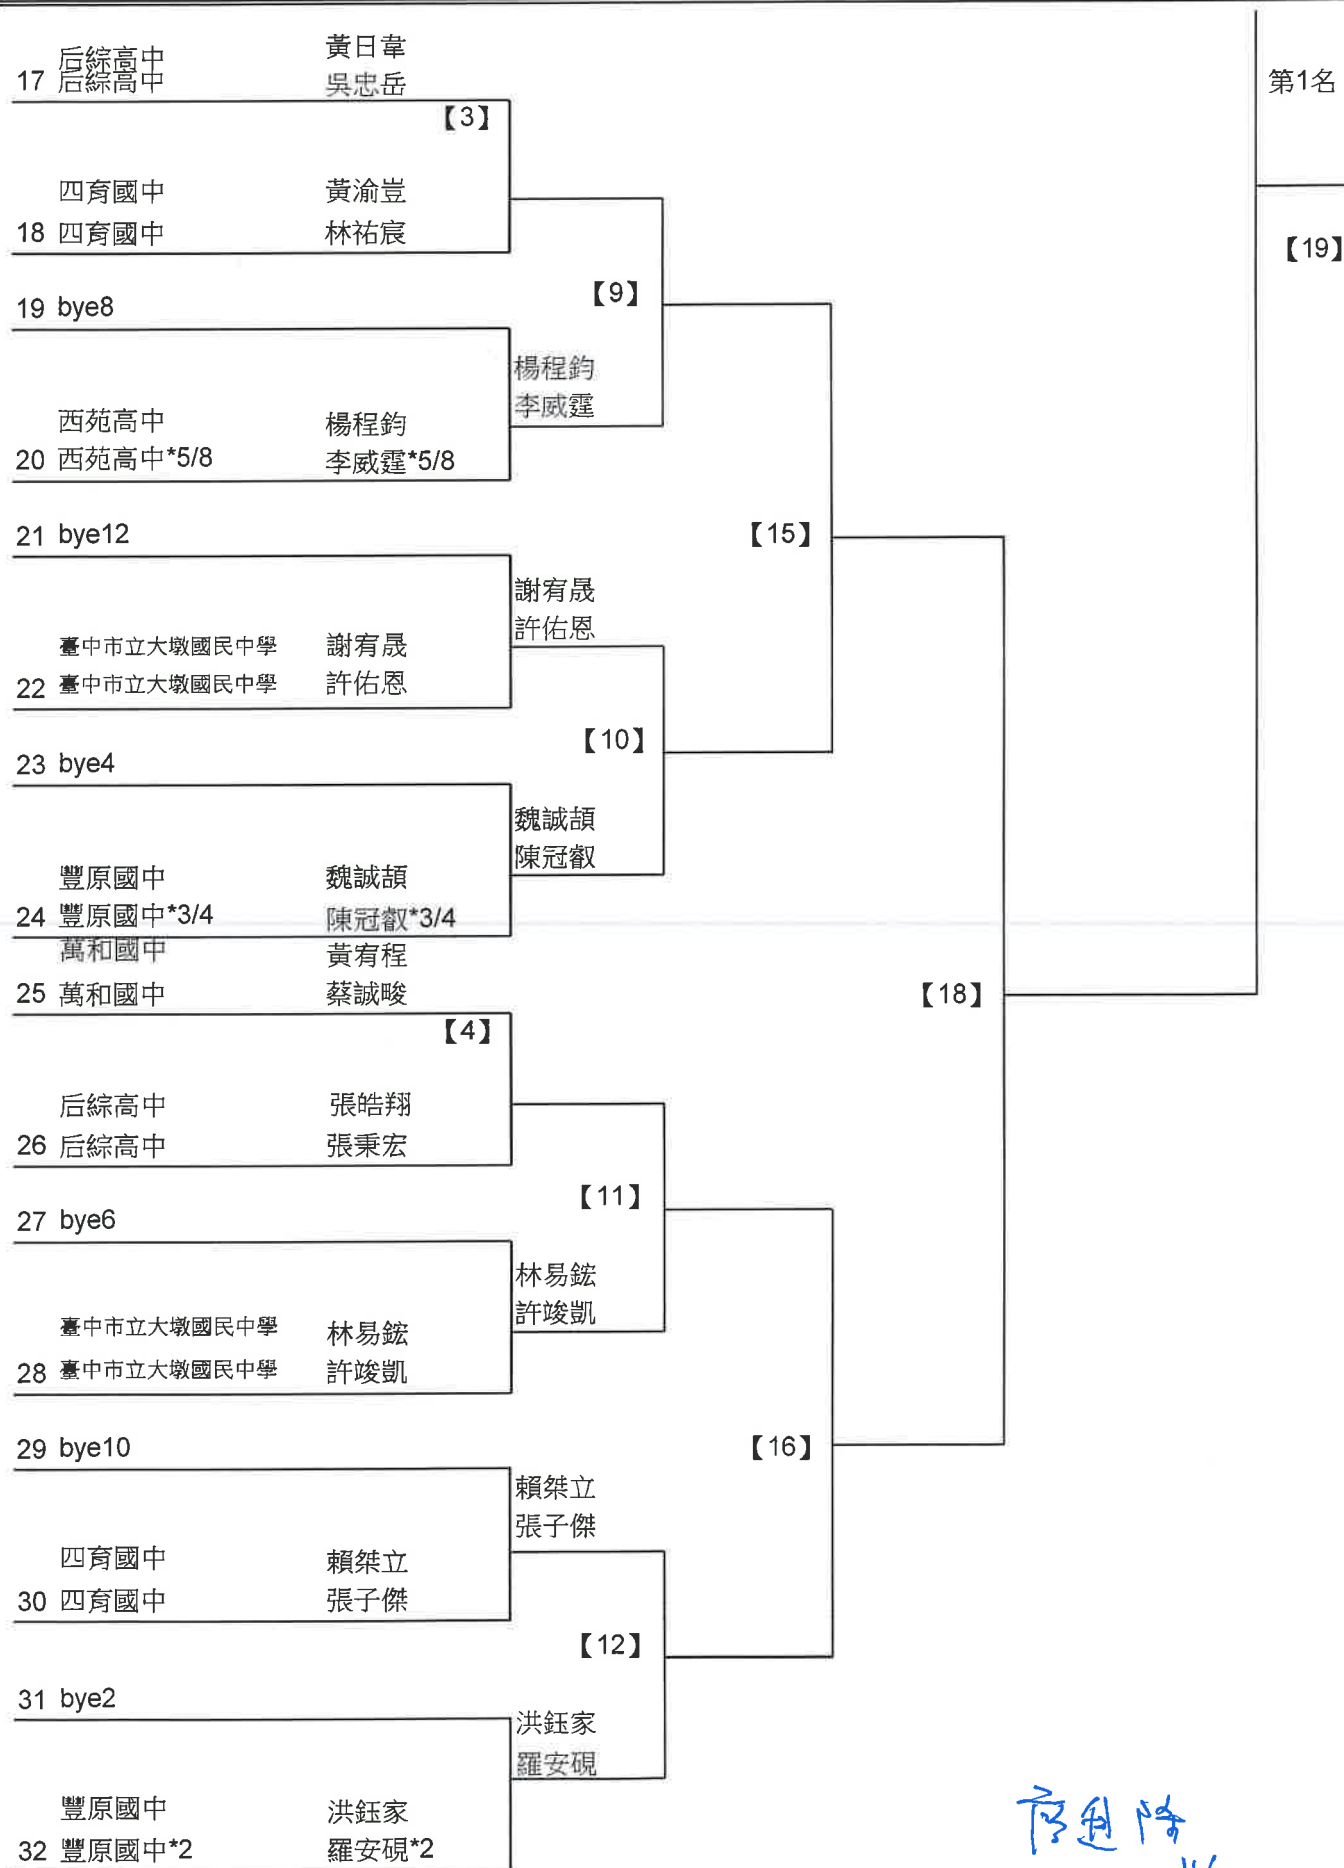 后綜高中 黃日韋
17 后綜高中 吳忠岳
第1名
【3】
四育國中 黃渝豈
18 四育國中 林祐宸
【19】
19 bye8
【9】
楊程鈞
李威霆
西苑高中 楊程鈞
20 西苑高中*5/8 李威霆*5/8
21 bye12
【15】
謝宥晟
許佑恩
臺中市立大墩國民中學 謝宥晟
22 臺中市立大墩國民中學 許佑恩
【10】
23 bye4
魏誠頡
陳冠叡
豐原國中 魏誠頡
24 豐原國中*3/4 陳冠叡*3/4
萬和國中 黃宥程
25 萬和國中 蔡誠畯
【18】
【4】
后綜高中 張皓翔
26 后綜高中 張秉宏
【11】
27 bye6
林易鋐
許竣凱
臺中市立大墩國民中學 林易鋐
28 臺中市立大墩國民中學 許竣凱
29 bye10
【16】
賴桀立
張子傑
四育國中 賴桀立
30 四育國中 張子傑
【12】
31 bye2
洪鈺家
羅安硯
豐原國中 洪鈺家
32 豐原國中*2 羅安硯*2